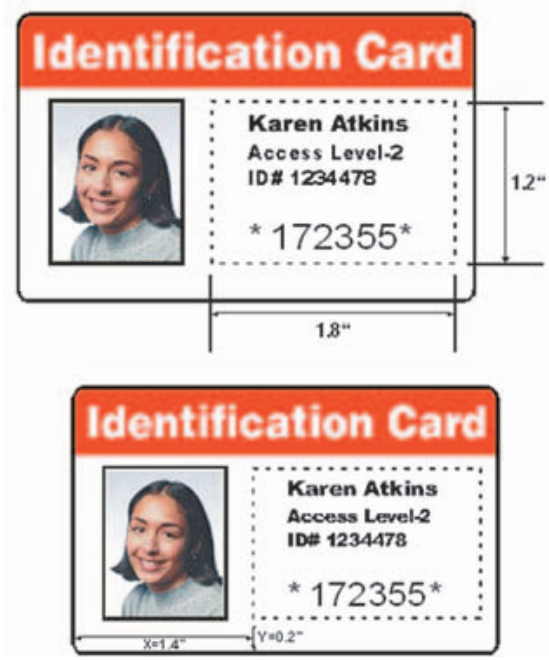 Identification Card
Karen Atkins
Access Level-2
ID# 1234478
* 172355*
1.2"
1.8"
Identification Card
Karen Atkins
Access Level-2
ID# 1234478
* 172355*
X=1.4"
Y=0.2"